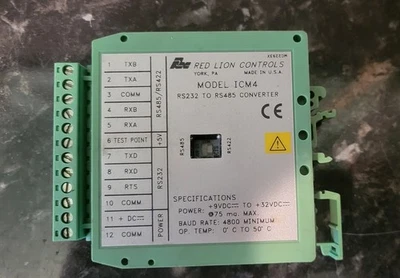 XENXXOM
RED LION CONTROLS
YORK, PA MADE IN U.S.A.
MODEL ICM4
RS232 TO RS485 CONVERTER
CE
RS485
RS422
1 TXB
2 TXA
3 COMM
4 RXB
5 RXA
6 TEST POINT
7 TXD
8 RXD
9 RTS
10 COMM
11 + DC
12 COMM
RS485/RS422
+5V
RS232
POWER
SPECIFICATIONS
POWER: +9VDC TO +32VDC
@75 ma. MAX.
BAUD RATE: 4800 MINIMUM
OP. TEMP: 0° C TO 50° C